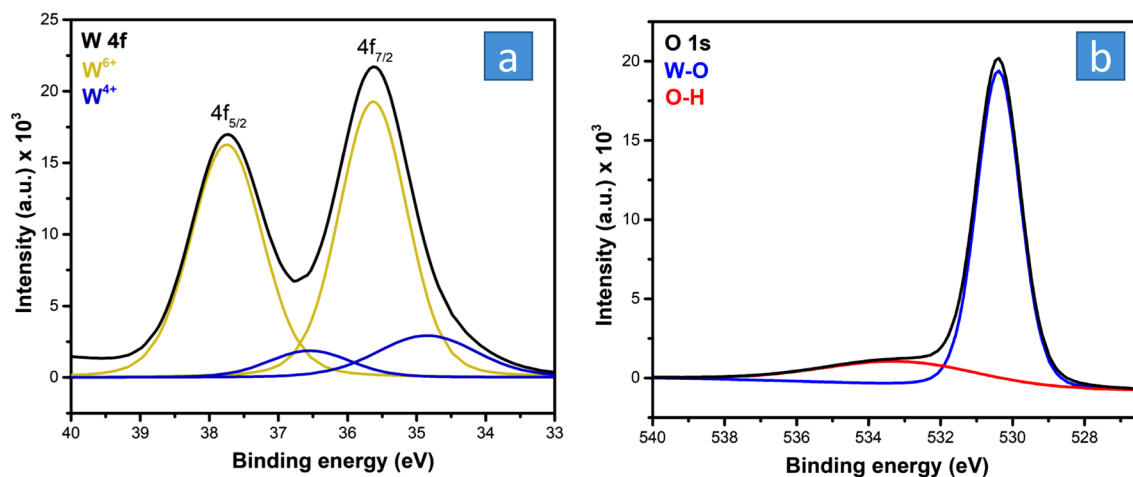 W 4f
W⁶⁺
W⁴⁺
4f₅/₂
4f₇/₂
a
25
20
15
10
5
0
Intensity (a.u.) x 10³
40 39 38 37 36 35 34 33
Binding energy (eV)
O 1s
W-O
O-H
b
20
15
10
5
0
Intensity (a.u.) x 10³
540 538 536 534 531 530 528
Binding energy (eV)